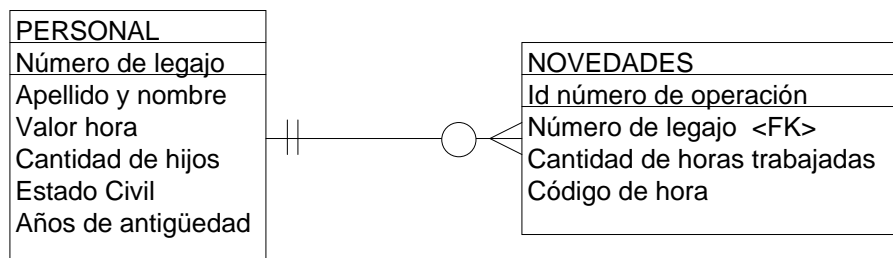 PERSONAL
Número de legajo
Apellido y nombre
Valor hora
Cantidad de hijos
Estado Civil
Años de antigüedad
NOVEDADES
Id número de operación
Número de legajo <FK>
Cantidad de horas trabajadas
Código de hora